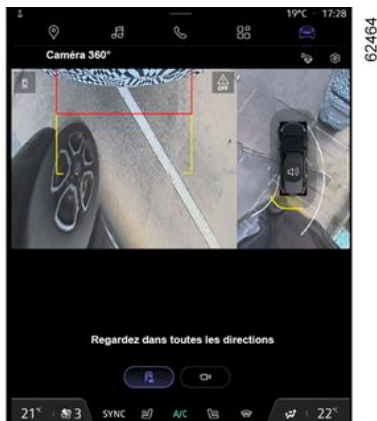 19°C 17:28
Caméra 360°
OFF
Regardez dans toutes les directions
21 3 SYNC A/C 22
62464